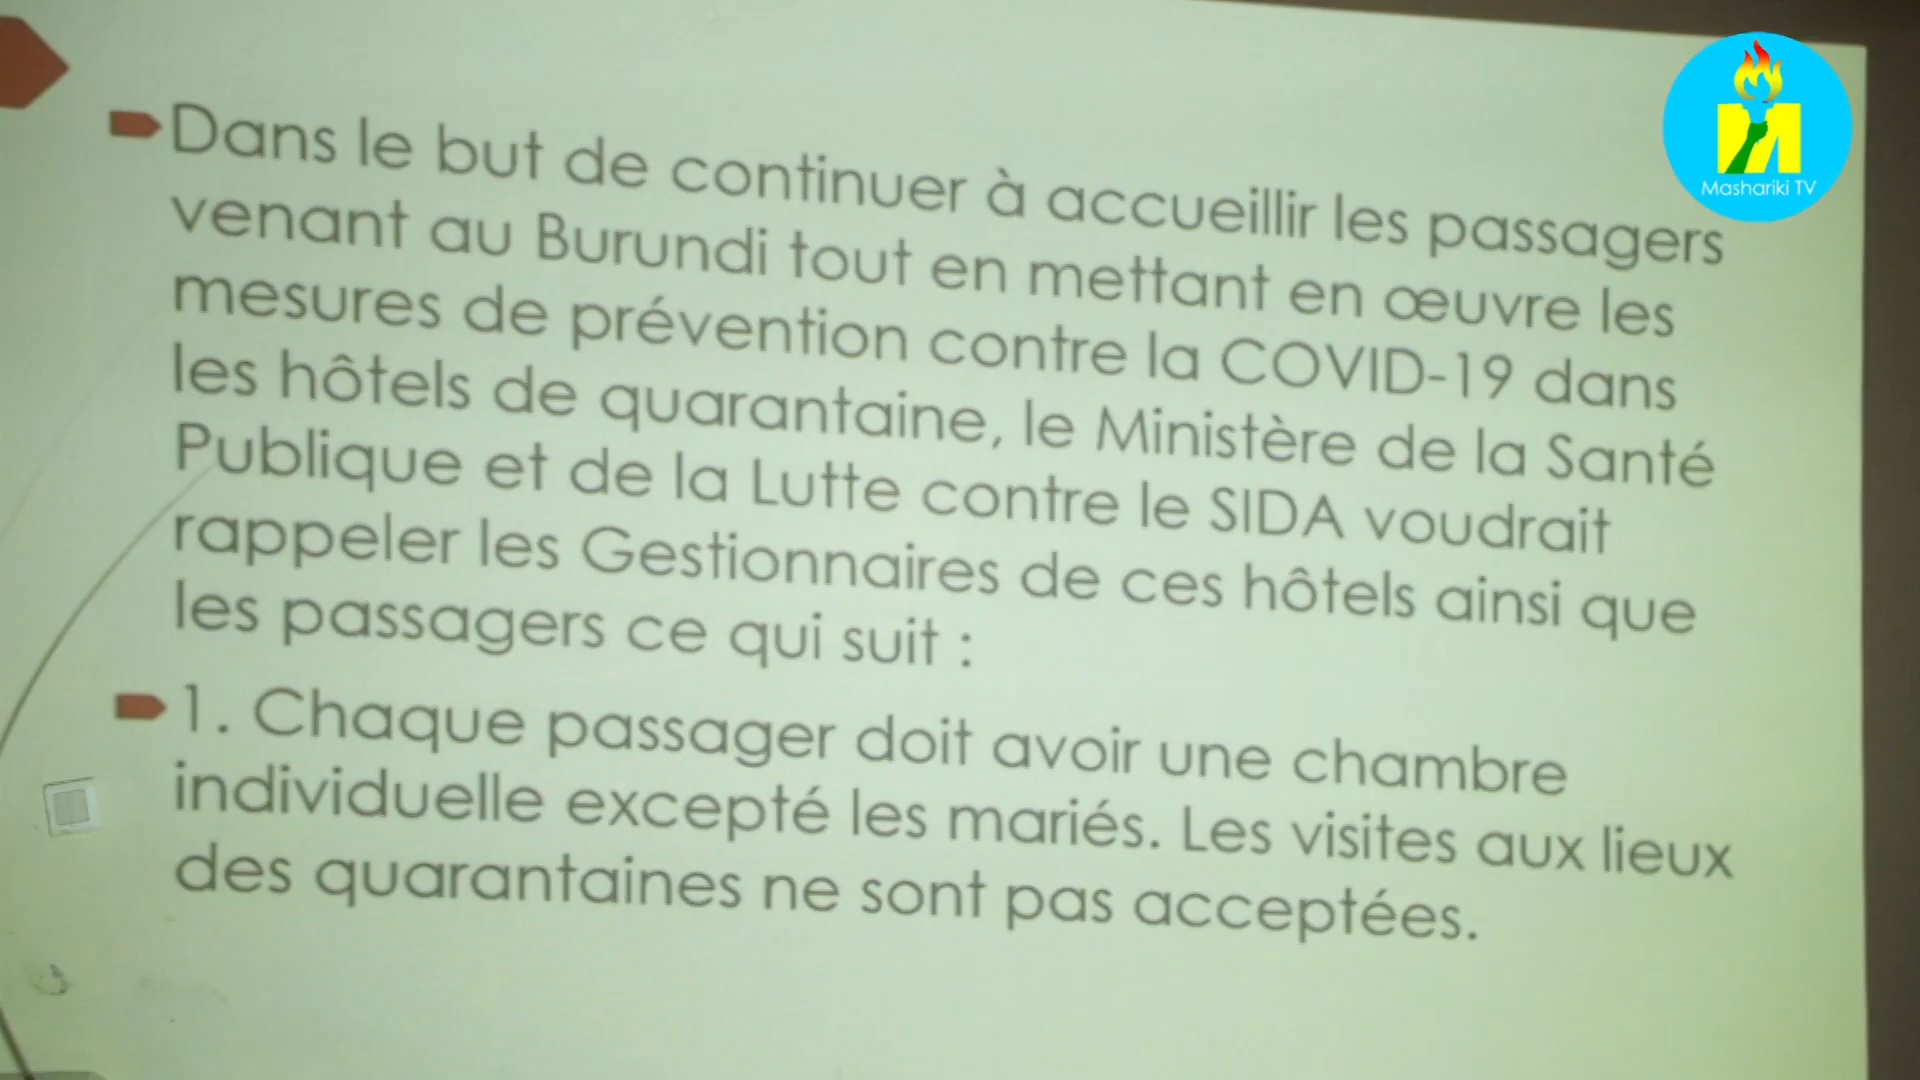 Dans le but de continuer à accueillir les passagers
venant au Burundi tout en mettant en œuvre les
mesures de prévention contre la COVID-19 dans
les hôtels de quarantaine, le Ministère de la Santé
Publique et de la Lutte contre le SIDA voudrait
rappeler les Gestionnaires de ces hôtels ainsi que
les passagers ce qui suit :
1. Chaque passager doit avoir une chambre
individuelle excepté les mariés. Les visites aux lieux
des quarantaines ne sont pas acceptées.
M
Mashariki TV